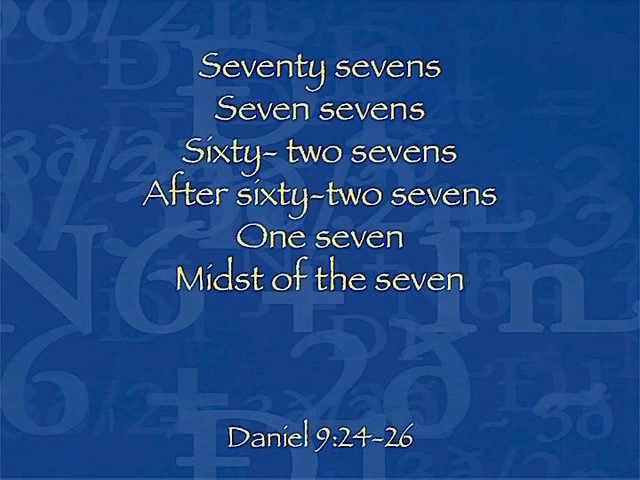 Seventy sevens
Seven sevens
Sixty- two sevens
After sixty-two sevens
One seven
Midst of the seven
Daniel 9:24-26